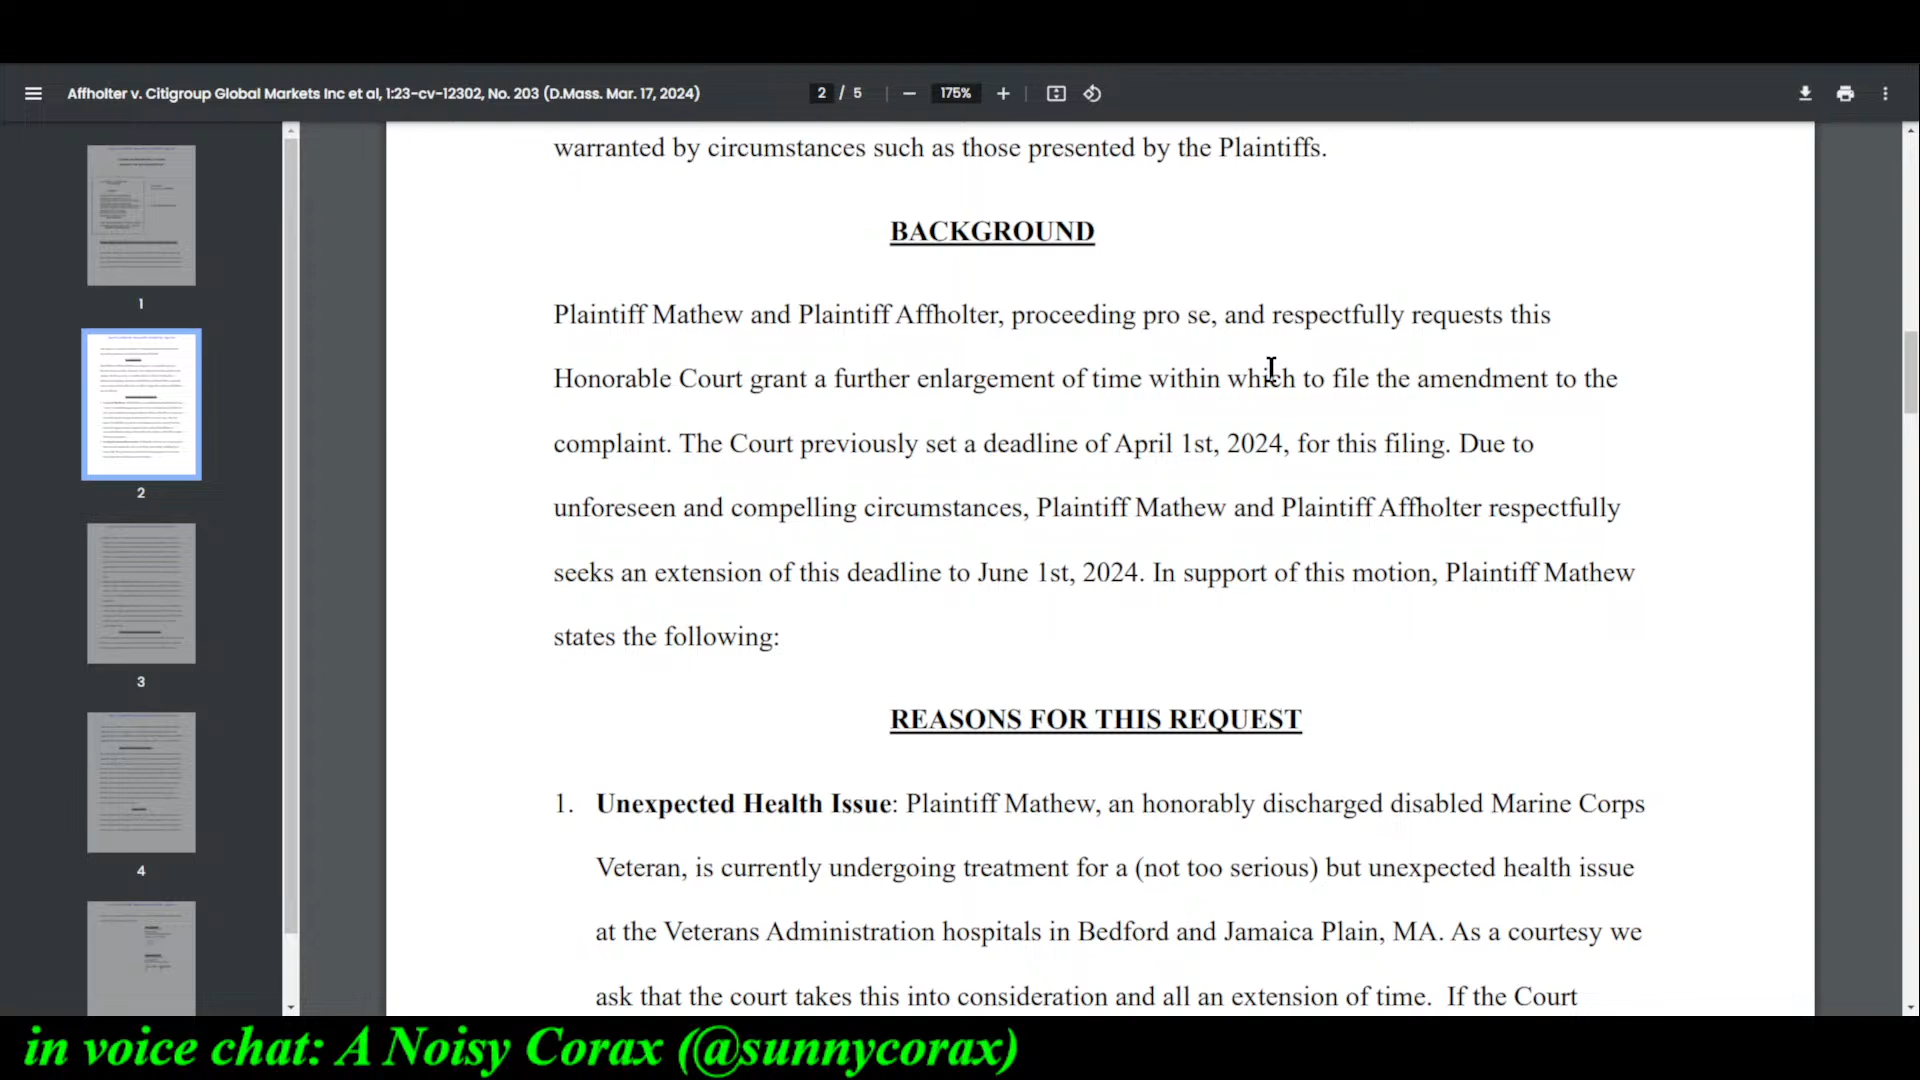 Affholter v. Citigroup Global Markets Inc et al, 1:23-cv-12302, No. 203 (D.Mass. Mar. 17, 2024)
2 / 5
175%
1
2
3
4
warranted by circumstances such as those presented by the Plaintiffs.
BACKGROUND
Plaintiff Mathew and Plaintiff Affholter, proceeding pro se, and respectfully requests this
Honorable Court grant a further enlargement of time within which to file the amendment to the
complaint. The Court previously set a deadline of April 1st, 2024, for this filing. Due to
unforeseen and compelling circumstances, Plaintiff Mathew and Plaintiff Affholter respectfully
seeks an extension of this deadline to June 1st, 2024. In support of this motion, Plaintiff Mathew
states the following:
REASONS FOR THIS REQUEST
1. Unexpected Health Issue: Plaintiff Mathew, an honorably discharged disabled Marine Corps
Veteran, is currently undergoing treatment for a (not too serious) but unexpected health issue
at the Veterans Administration hospitals in Bedford and Jamaica Plain, MA. As a courtesy we
ask that the court takes this into consideration and all an extension of time. If the Court
in voice chat: A Noisy Corax (@sunnycorax)